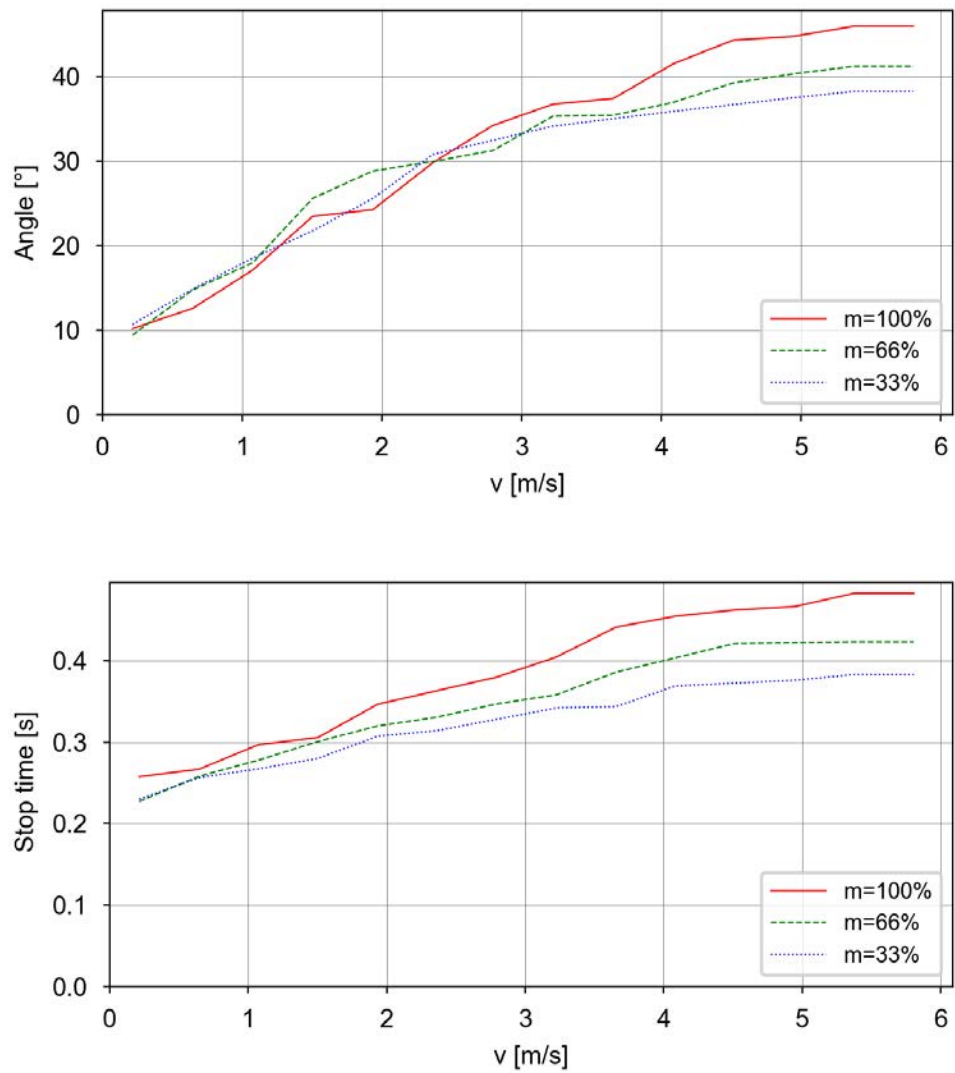 Angle [°]
40
30
20
10
0
0 1 2 3 4 5 6
v [m/s]
m=100%
m=66%
m=33%
Stop time [s]
0.4
0.3
0.2
0.1
0.0
0 1 2 3 4 5 6
v [m/s]
m=100%
m=66%
m=33%